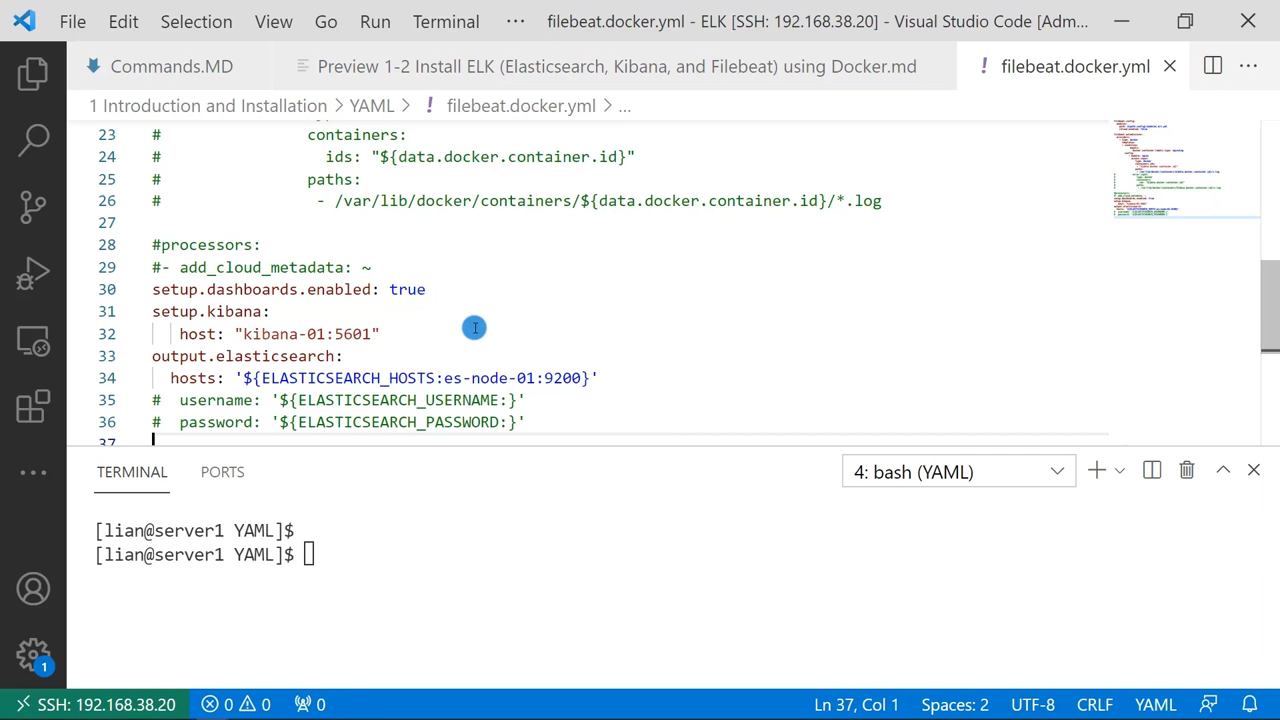 File Edit Selection View Go Run Terminal ··· filebeat.docker.yml - ELK [SSH: 192.168.38.20] - Visual Studio Code [Adm...
Commands.MD Preview 1-2 Install ELK (Elasticsearch, Kibana, and Filebeat) using Docker.md ! filebeat.docker.yml
1 Introduction and Installation > YAML > ! filebeat.docker.yml > ...
23 # containers:
24 # ids: "${data.docker.container.id}"
25 # paths:
26 # - /var/lib/docker/containers/${data.docker.container.id}/*.log
27
28 #processors:
29 #- add_cloud_metadata: ~
30 setup.dashboards.enabled: true
31 setup.kibana:
32 host: "kibana-01:5601"
33 output.elasticsearch:
34 hosts: '${ELASTICSEARCH_HOSTS:es-node-01:9200}'
35 # username: '${ELASTICSEARCH_USERNAME:}'
36 # password: '${ELASTICSEARCH_PASSWORD:}'
37
TERMINAL PORTS 4: bash (YAML)
[lian@server1 YAML]$
[lian@server1 YAML]$
1
SSH: 192.168.38.20 0 0 0 Ln 37, Col 1 Spaces: 2 UTF-8 CRLF YAML